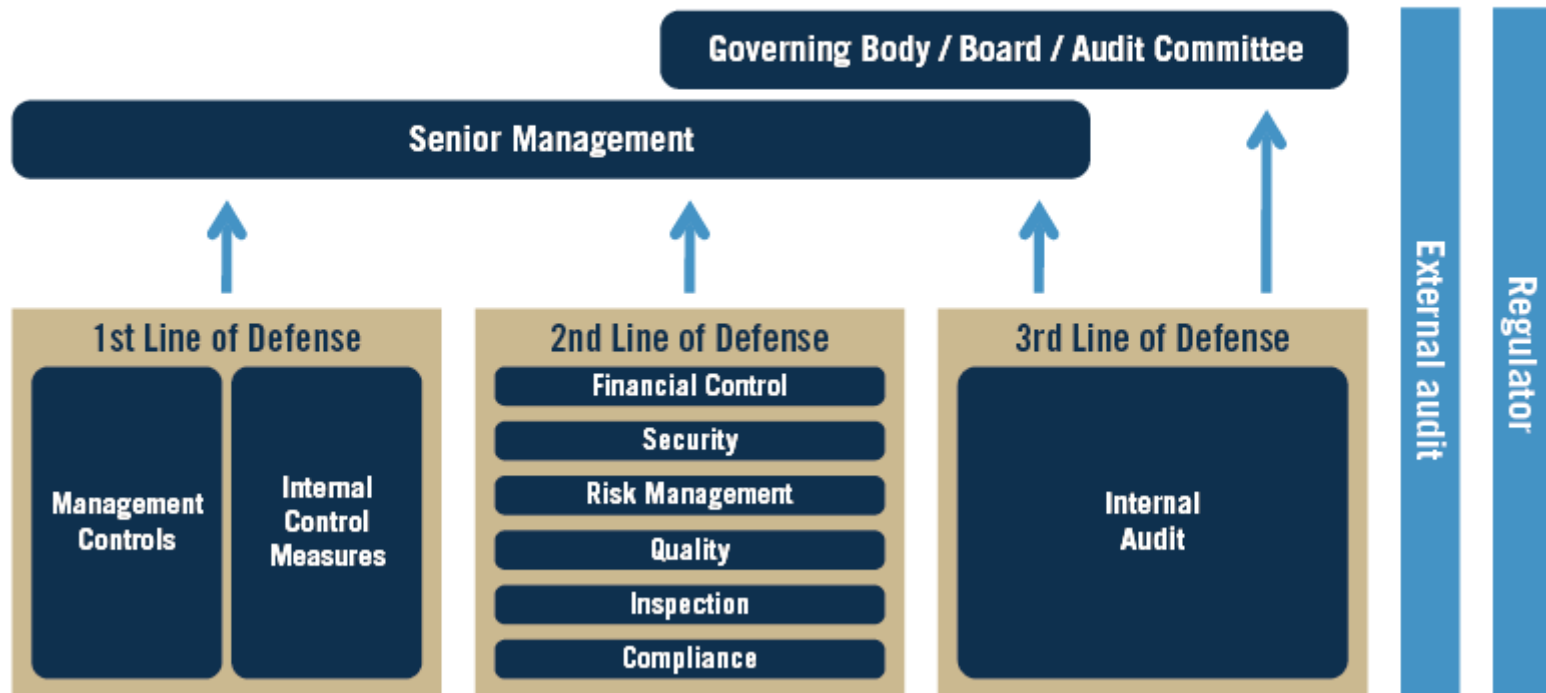 Governing Body / Board / Audit Committee
Senior Management
1st Line of Defense
Management
Controls
Internal
Control
Measures
2nd Line of Defense
Financial Control
Security
Risk Management
Quality
Inspection
Compliance
3rd Line of Defense
Internal
Audit
External audit
Regulator